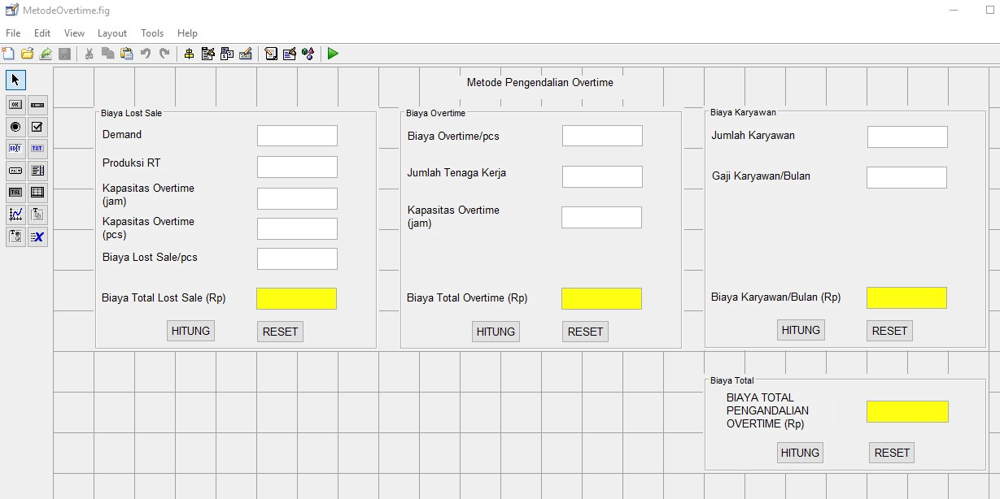 MetodeOvertime.fig
File Edit View Layout Tools Help
Metode Pengendalian Overtime
Biaya Lost Sale
Demand
Produksi RT
Kapasitas Overtime
(jam)
Kapasitas Overtime
(pcs)
Biaya Lost Sale/pcs
Biaya Total Lost Sale (Rp)
HITUNG RESET
Biaya Overtime
Biaya Overtime/pcs
Jumlah Tenaga Kerja
Kapasitas Overtime
(jam)
Biaya Total Overtime (Rp)
HITUNG RESET
Biaya Karyawan
Jumlah Karyawan
Gaji Karyawan/Bulan
Biaya Karyawan/Bulan (Rp)
HITUNG RESET
Biaya Total
BIAYA TOTAL
PENGANDALIAN
OVERTIME (Rp)
HITUNG RESET
OK
EDIT TXT
TGL